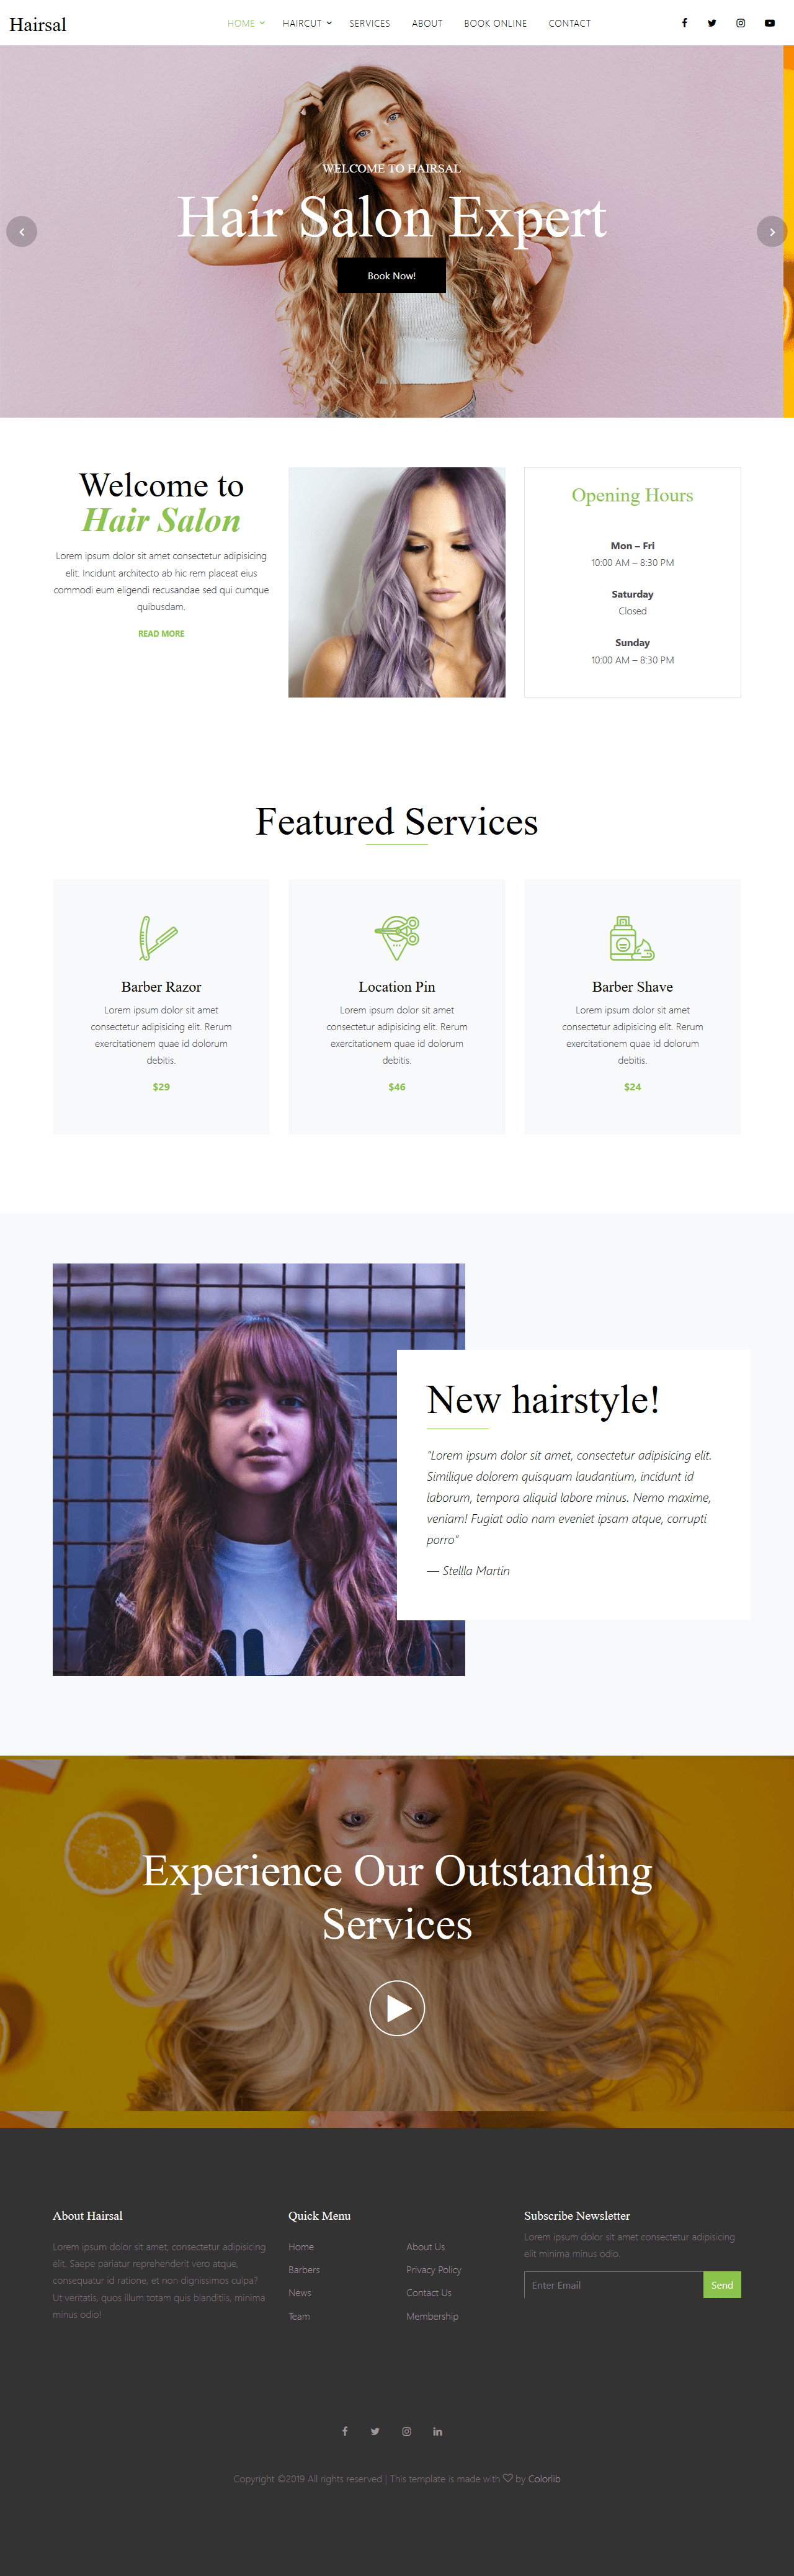 Hairsal
HOME HAIRCUT SERVICES ABOUT BOOK ONLINE CONTACT
WELCOME TO HAIRSAL
Hair Salon Expert
Book Now!
Welcome to
Hair Salon
Lorem ipsum dolor sit amet consectetur adipisicing
elit. Incidunt architecto ab hic rem placeat eius
commodi eum eligendi recusandae sed qui cumque
quibusdam.
READ MORE
Opening Hours
Mon – Fri
10:00 AM – 8:30 PM
Saturday
Closed
Sunday
10:00 AM – 8:30 PM
Featured Services
Barber Razor
Lorem ipsum dolor sit amet
consectetur adipisicing elit. Rerum
exercitationem quae id dolorum
debitis.
$29
Location Pin
Lorem ipsum dolor sit amet
consectetur adipisicing elit. Rerum
exercitationem quae id dolorum
debitis.
$46
Barber Shave
Lorem ipsum dolor sit amet
consectetur adipisicing elit. Rerum
exercitationem quae id dolorum
debitis.
$24
New hairstyle!
"Lorem ipsum dolor sit amet, consectetur adipisicing elit.
Similique dolorem quisquam laudantium, incidunt id
laborum, tempora aliquid labore minus. Nemo maxime,
veniam! Fugiat odio nam eveniet ipsam atque, corrupti
porro"
— Stellla Martin
Experience Our Outstanding
Services
About Hairsal
Lorem ipsum dolor sit amet, consectetur adipisicing
elit. Saepe pariatur reprehenderit vero atque,
consequatur id ratione, et non dignissimos culpa?
Ut veritatis, quos illum totam quis blanditiis, minima
minus odio!
Quick Menu
Home
Barbers
News
Team
About Us
Privacy Policy
Contact Us
Membership
Subscribe Newsletter
Lorem ipsum dolor sit amet consectetur adipisicing
elit minima minus odio.
Enter Email
Send
Copyright ©2019 All rights reserved | This template is made with ♡ by Colorlib